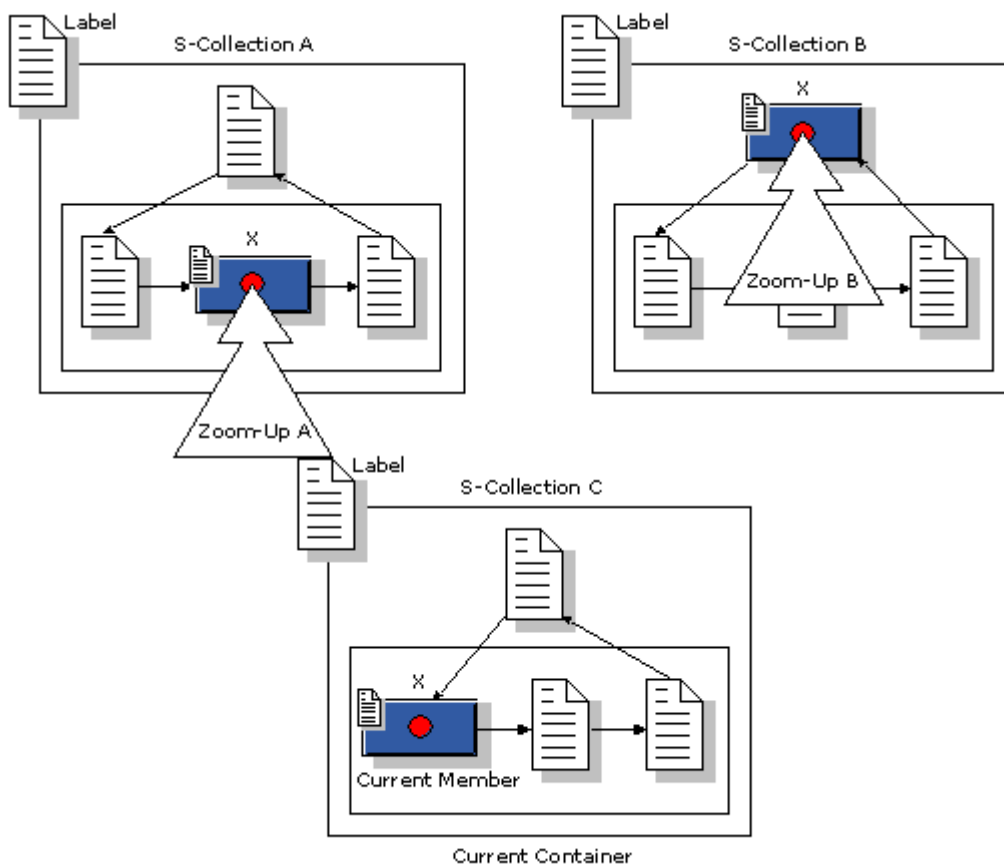 Label
S-Collection A
X
Zoom-Up A
Label
S-Collection B
X
Zoom-Up B
Label
S-Collection C
X
Current Member
Current Container